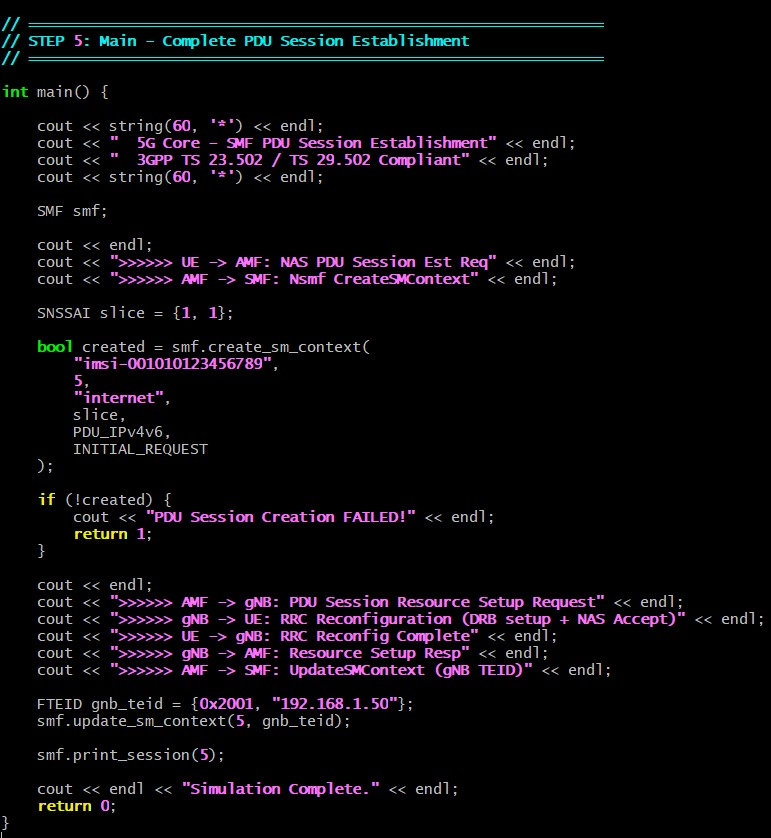 // ════════════════════════════════════════════════════════════════
// STEP 5: Main – Complete PDU Session Establishment
// ════════════════════════════════════════════════════════════════
int main() {
    cout << string(60, '*') << endl;
    cout << "  5G Core – SMF PDU Session Establishment" << endl;
    cout << "  3GPP TS 23.502 / TS 29.502 Compliant" << endl;
    cout << string(60, '*') << endl;
    SMF smf;
    cout << endl;
    cout << ">>>>>> UE -> AMF: NAS PDU Session Est Req" << endl;
    cout << ">>>>>> AMF -> SMF: Nsmf CreateSMContext" << endl;
    SNSSAI slice = {1, 1};
    bool created = smf.create_sm_context(
        "imsi-001010123456789",
        5,
        "internet",
        slice,
        PDU_IPv4v6,
        INITIAL_REQUEST
    );
    if (!created) {
        cout << "PDU Session Creation FAILED!" << endl;
        return 1;
    }
    cout << endl;
    cout << ">>>>>> AMF -> gNB: PDU Session Resource Setup Request" << endl;
    cout << ">>>>>> gNB -> UE: RRC Reconfiguration (DRB setup + NAS Accept)" << endl;
    cout << ">>>>>> UE -> gNB: RRC Reconfig Complete" << endl;
    cout << ">>>>>> gNB -> AMF: Resource Setup Resp" << endl;
    cout << ">>>>>> AMF -> SMF: UpdateSMContext (gNB TEID)" << endl;
    FTEID gnb_teid = {0x2001, "192.168.1.50"};
    smf.update_sm_context(5, gnb_teid);
    smf.print_session(5);
    cout << endl << "Simulation Complete." << endl;
    return 0;
}